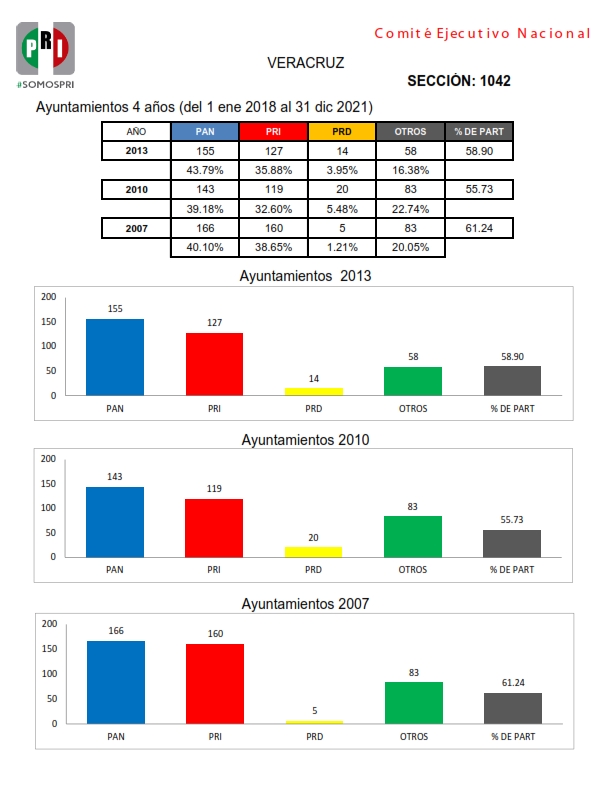 Comité Ejecutivo Nacional
PRI
#SOMOSPRI
VERACRUZ
SECCIÓN: 1042
Ayuntamientos 4 años (del 1 ene 2018 al 31 dic 2021)
AÑO PAN PRI PRD OTROS % DE PART
2013 155 127 14 58 58.90
43.79% 35.88% 3.95% 16.38%
2010 143 119 20 83 55.73
39.18% 32.60% 5.48% 22.74%
2007 166 160 5 83 61.24
40.10% 38.65% 1.21% 20.05%
Ayuntamientos 2013
200
150
100
50
0
155 127 14 58 58.90
PAN PRI PRD OTROS % DE PART
Ayuntamientos 2010
200
150
100
50
0
143 119 20 83 55.73
PAN PRI PRD OTROS % DE PART
Ayuntamientos 2007
200
150
100
50
0
166 160 5 83 61.24
PAN PRI PRD OTROS % DE PART